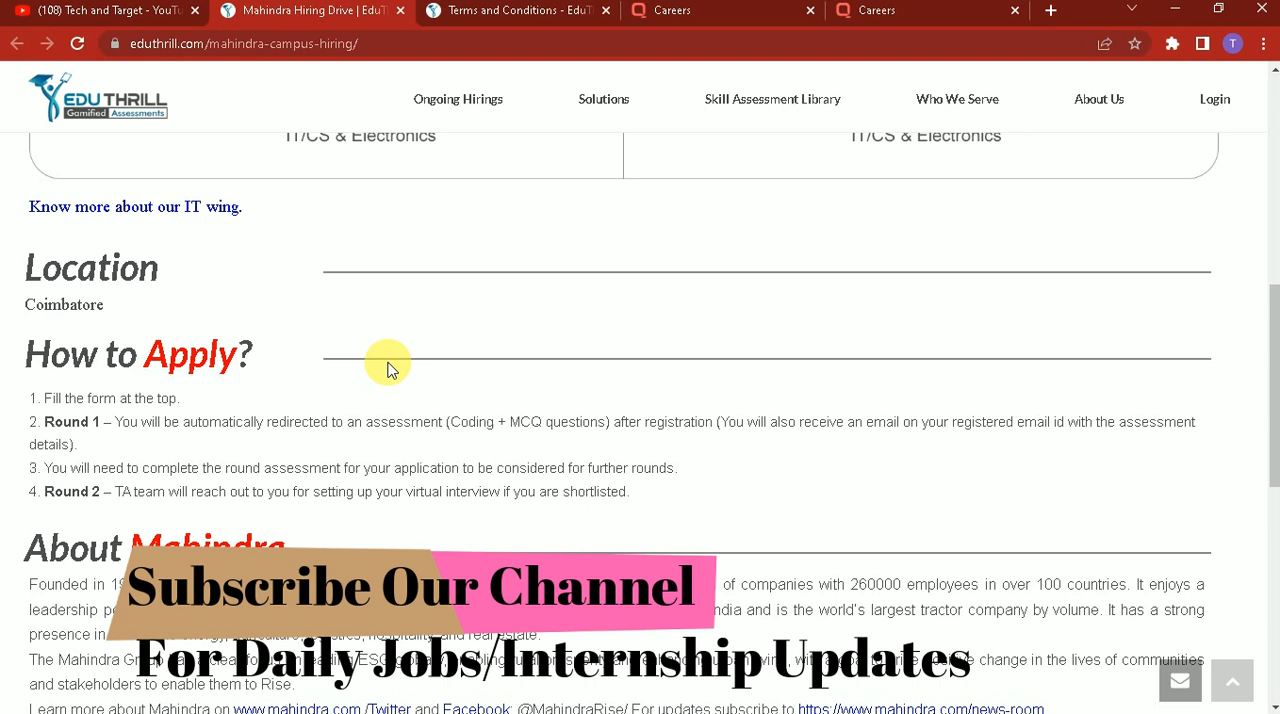 (108) Tech and Target - YouTu
Mahindra Hiring Drive | EduT
Terms and Conditions - EduT
Careers
Careers
eduthrill.com/mahindra-campus-hiring/
T
EDU THRILL
Gamified Assessments
Ongoing Hirings
Solutions
Skill Assessment Library
Who We Serve
About Us
Login
IT/CS & Electronics
IT/CS & Electronics
Know more about our IT wing.
Location
Coimbatore
How to Apply?
1. Fill the form at the top.
2. Round 1 – You will be automatically redirected to an assessment (Coding + MCQ questions) after registration (You will also receive an email on your registered email id with the assessment
details).
3. You will need to complete the round assessment for your application to be considered for further rounds.
4. Round 2 – TA team will reach out to you for setting up your virtual interview if you are shortlisted.
About Mahindra
Founded in of companies with 260000 employees in over 100 countries. It enjoys a
Subscribe Our Channel
leadership and is the world's largest tractor company by volume. It has a strong
presence in hospitality and real estate.
The Mahindra change in the lives of communities
For Daily Jobs/Internship Updates
and stakeholders to enable them to Rise.
Learn more about Mahindra on www.mahindra.com /Twitter and Facebook: @MahindraRise/ For updates subscribe to https://www.mahindra.com/news-room